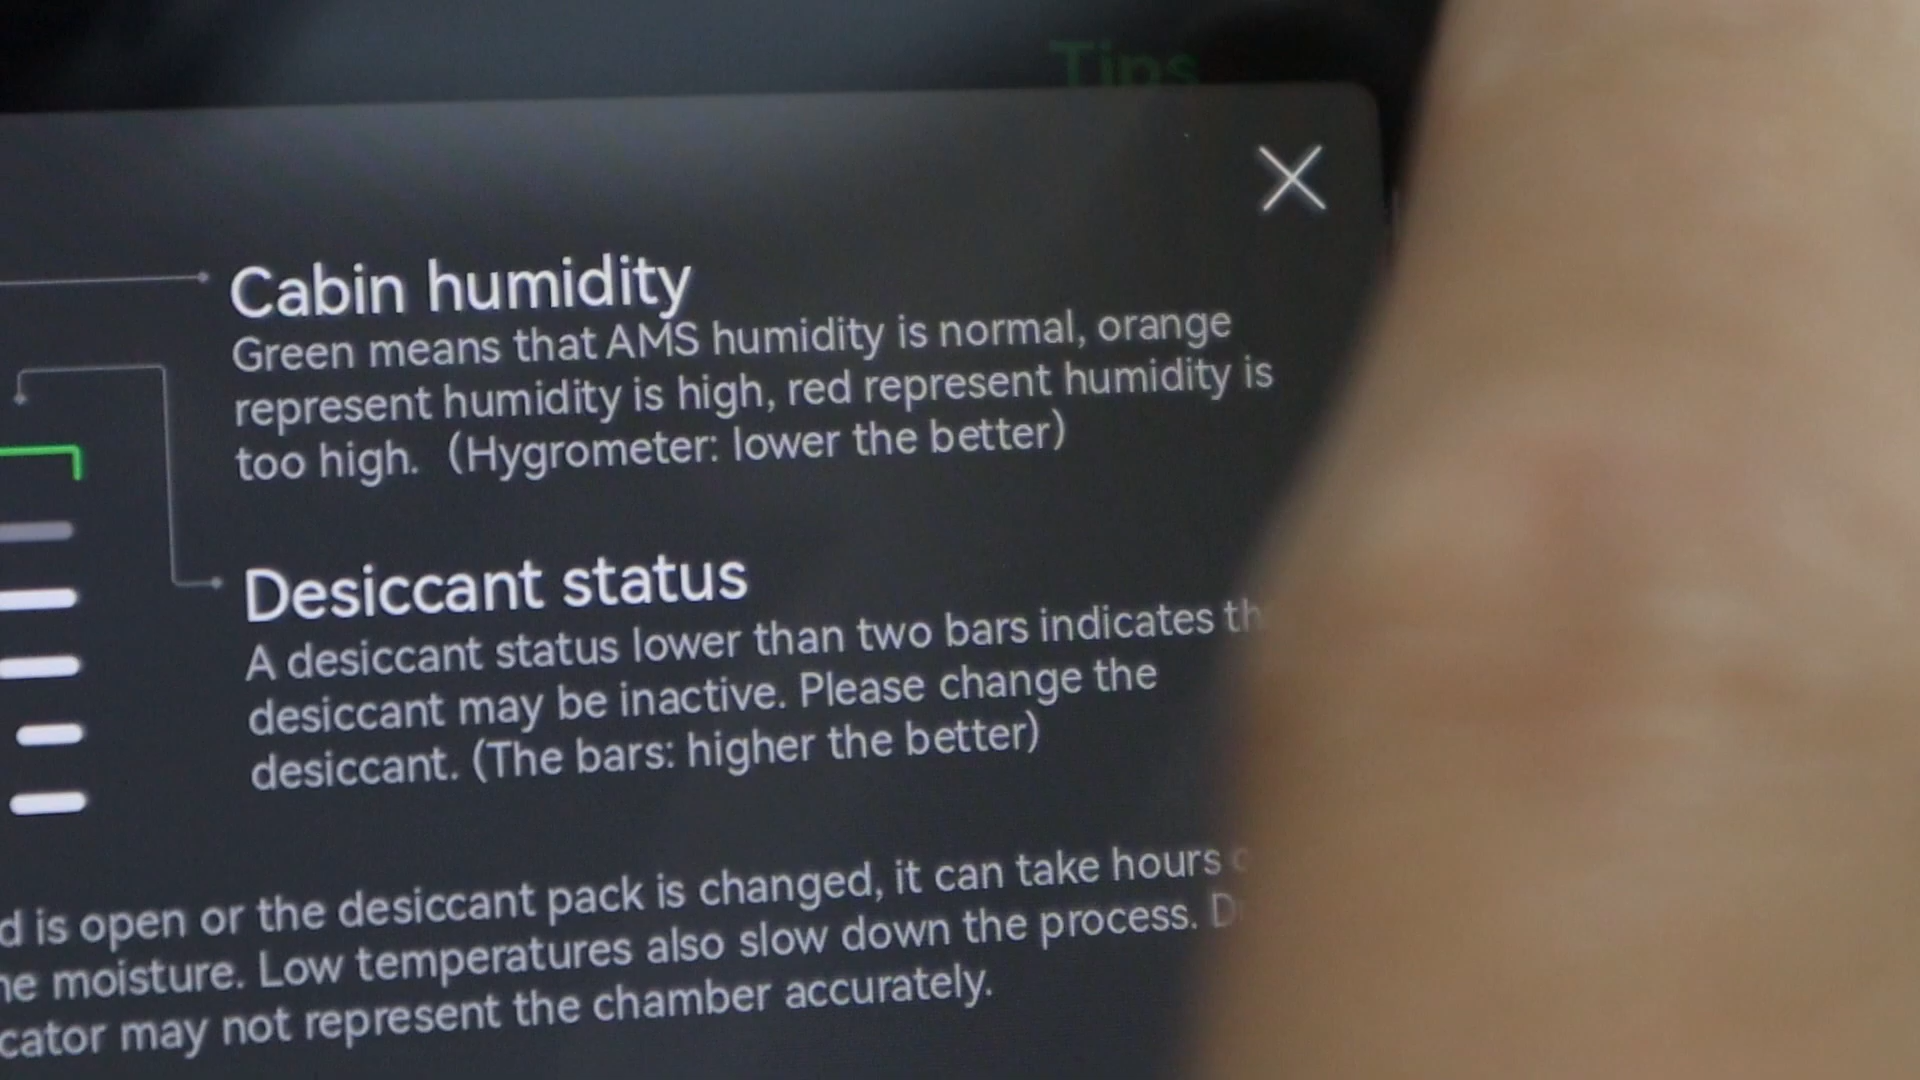 Tips
Cabin humidity
Green means that AMS humidity is normal, orange
represent humidity is high, red represent humidity is
too high. (Hygrometer: lower the better)
Desiccant status
A desiccant status lower than two bars indicates
desiccant may be inactive. Please change the
desiccant. (The bars: higher the better)
is open or the desiccant pack is changed, it can take hours
moisture. Low temperatures also slow down the process.
may not represent the chamber accurately.